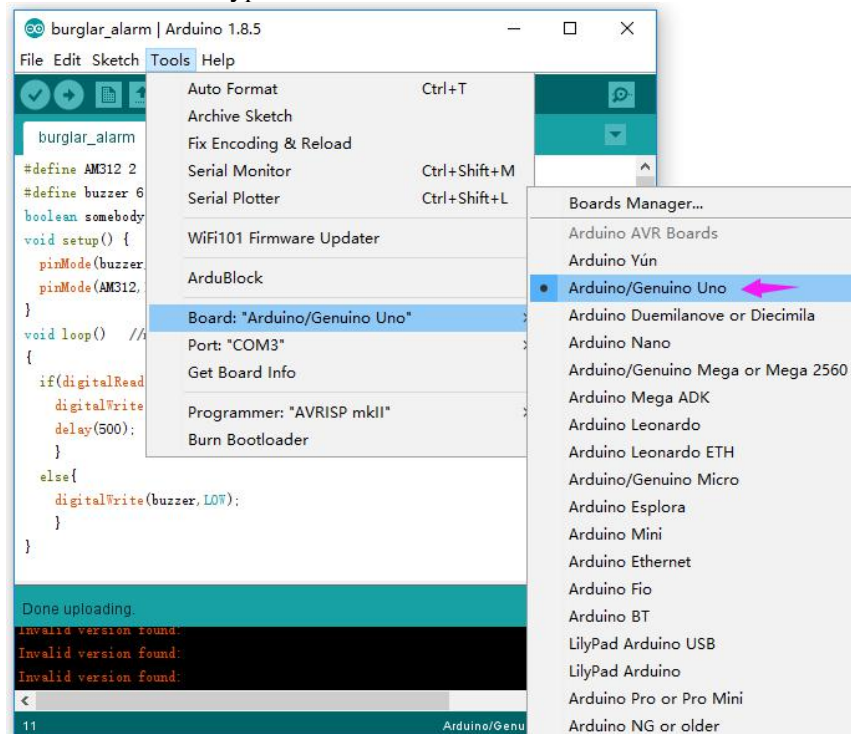 burglar_alarm | Arduino 1.8.5
File Edit Sketch Tools Help
burglar_alarm
#define AM312 2
#define buzzer 6
boolean somebody
void setup() {
pinMode(buzzer,
pinMode(AM312,
}
void loop() //
{
if(digitalRead
digitalWrite
delay(500);
}
else{
digitalWrite(buzzer,LOW);
}
}
Auto Format Ctrl+T
Archive Sketch
Fix Encoding & Reload
Serial Monitor Ctrl+Shift+M
Serial Plotter Ctrl+Shift+L
WiFi101 Firmware Updater
ArduBlock
Board: "Arduino/Genuino Uno"
Port: "COM3"
Get Board Info
Programmer: "AVRISP mkII"
Burn Bootloader
Boards Manager...
Arduino AVR Boards
Arduino Yún
Arduino/Genuino Uno
Arduino Duemilanove or Diecimila
Arduino Nano
Arduino/Genuino Mega or Mega 2560
Arduino Mega ADK
Arduino Leonardo
Arduino Leonardo ETH
Arduino/Genuino Micro
Arduino Esplora
Arduino Mini
Arduino Ethernet
Arduino Fio
Arduino BT
LilyPad Arduino USB
LilyPad Arduino
Arduino Pro or Pro Mini
Arduino NG or older
Done uploading.
Invalid version found:
Invalid version found:
Invalid version found:
11 Arduino/Genu